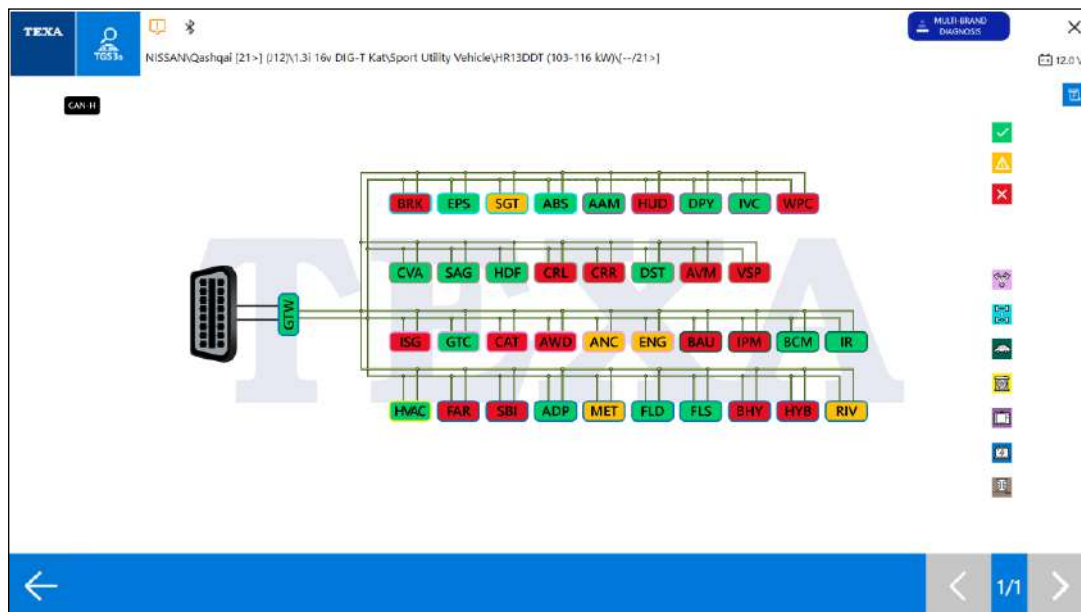 TEXA
TGS3s
MULTI-BRAND
DIAGNOSIS
NISSAN\Qashqai [21>] (J12)\1.3i 16v DIG-T Kat\Sport Utility Vehicle\HR13DDT (103-116 kW)\[--/21>]
12.0 V
CAN-H
BRK EPS SGT ABS AAM HUD DPY IVC WPC
CVA SAG HDF CRL CRR DST AVM VSP
GTW
ISG GTC CAT AWD ANC ENG BAU IPM BCM IR
HVAC FAR SBI ADP MET FLD FLS BHY HYB RIV
TEXA
1/1